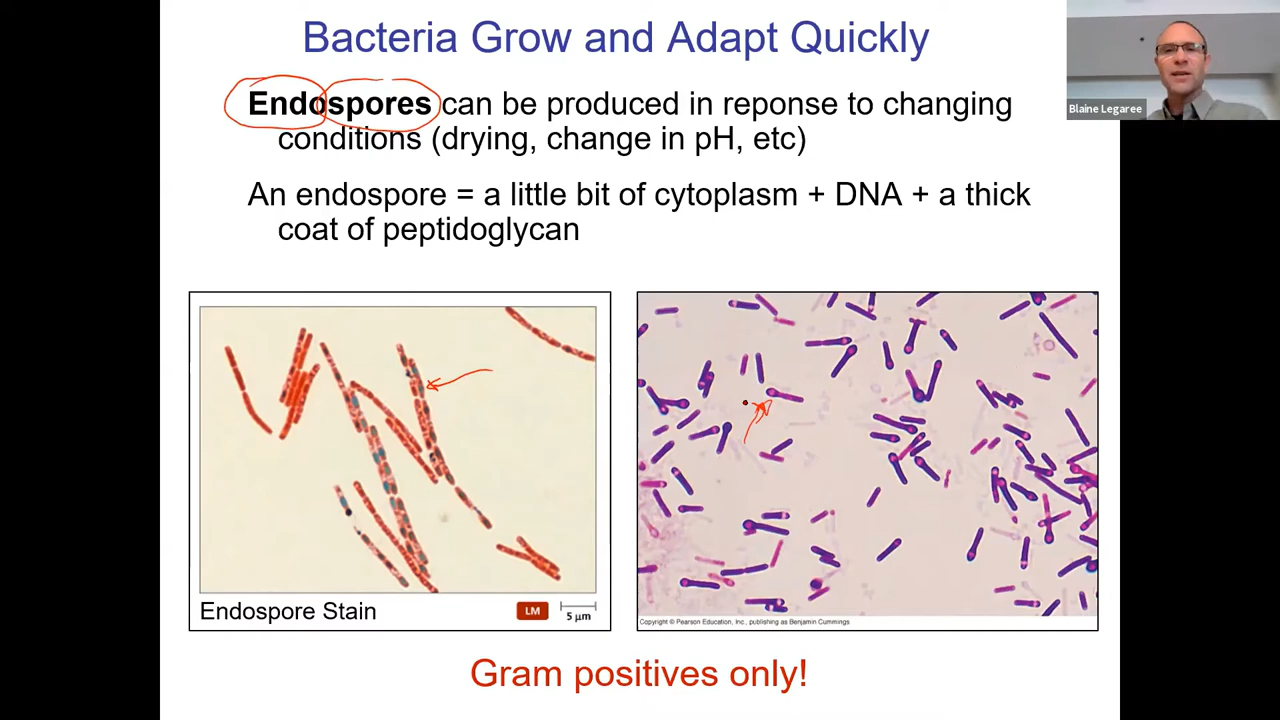 Bacteria Grow and Adapt Quickly
Blaine Legaree
Endospores can be produced in reponse to changing
conditions (drying, change in pH, etc)
An endospore = a little bit of cytoplasm + DNA + a thick
coat of peptidoglycan
Endospore Stain
LM
5 μm
Copyright © Pearson Education, Inc., publishing as Benjamin Cummings
Gram positives only!